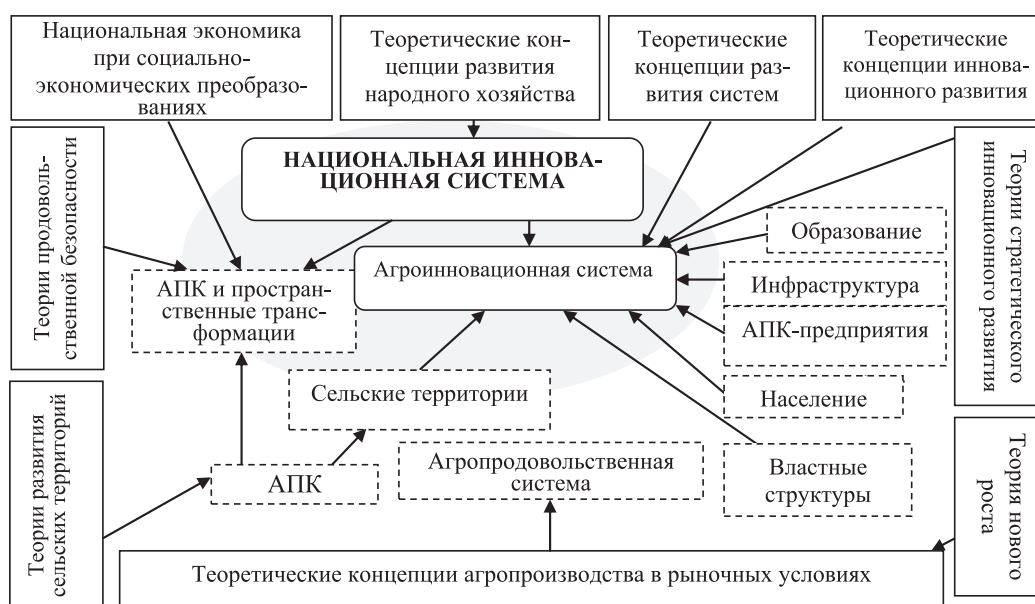 Национальная экономика
при социально-
экономических преобразо-
ваниях
Теоретические кон-
цепции развития
народного хозяйства
Теоретические
концепции раз-
вития систем
Теоретические
концепции иннова-
ционного развития
НАЦИОНАЛЬНАЯ ИННОВА-
ЦИОННАЯ СИСТЕМА
Теории продоволь-
ственной безопасности
Теории стратегического
инновационного развития
Образование
Агроинновационная система
Инфраструктура
АПК и пространст-
венные транс-
формации
АПК-предприятия
Сельские территории
Население
Теории развития
сельских территорий
АПК
Агропродовольственная
система
Властные
структуры
Теория нового
роста
Теоретические концепции агропроизводства в рыночных условиях